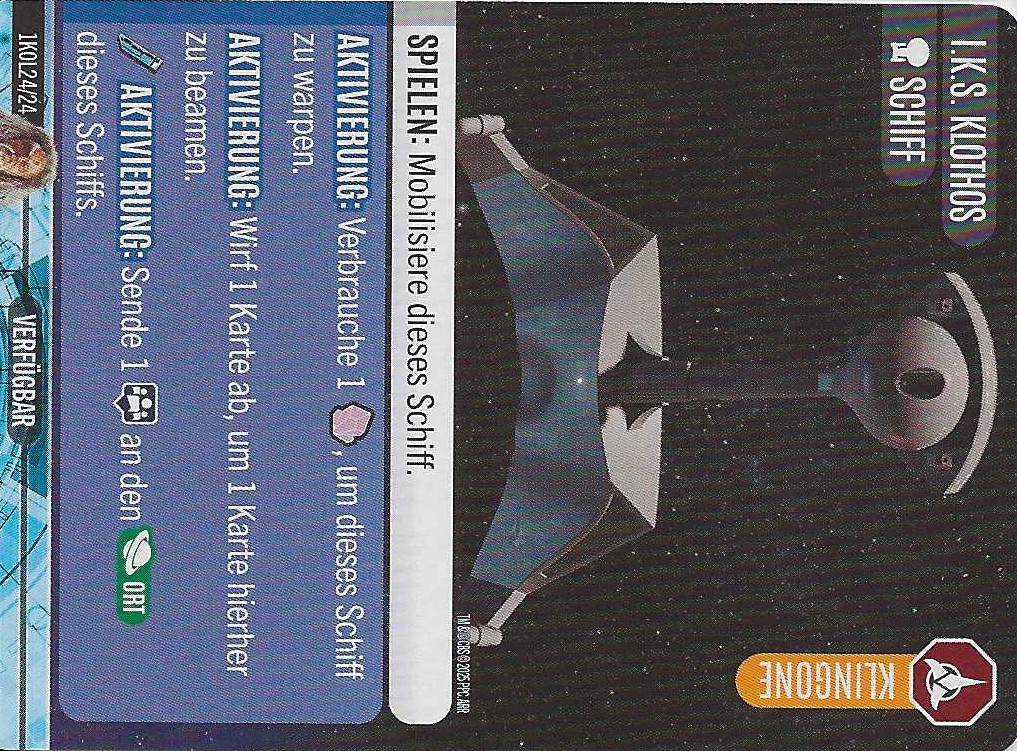 I.K.S. KLOTHOS
SCHIFF
KLINGONE
TM & © CBS © 2025 PPC. ARR
SPIELEN: Mobilisiere dieses Schiff.
AKTIVIERUNG: Verbrauche 1 , um dieses Schiff
zu warpen.
AKTIVIERUNG: Wirf 1 Karte ab, um 1 Karte hierher
zu beamen.
AKTIVIERUNG: Sende 1 an den ORT
dieses Schiffs.
1KOL24/24
VERFÜGBAR